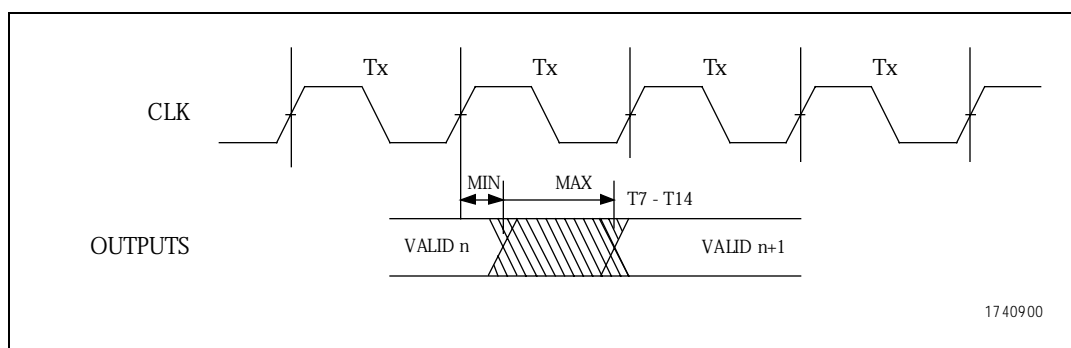 Tx Tx Tx Tx
CLK
MIN MAX T7 - T14
OUTPUTS VALID n VALID n+1
1740900